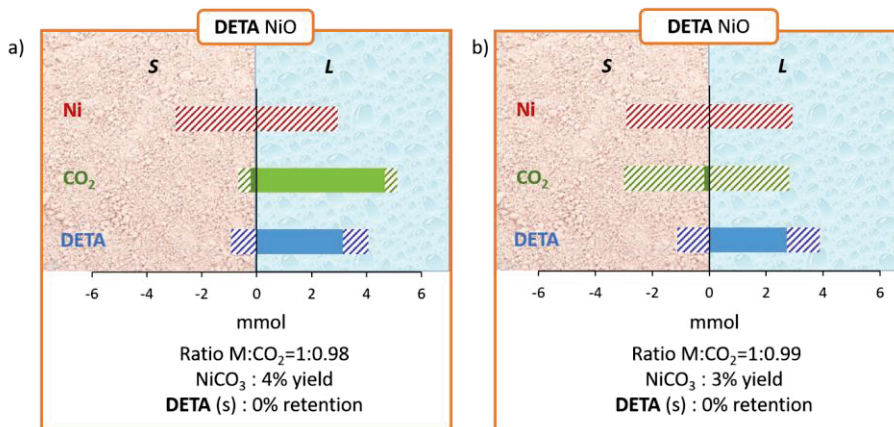 a)
DETA NiO
S L
Ni
CO₂
DETA
-6 -4 -2 0 2 4 6
mmol
Ratio M:CO₂=1:0.98
NiCO₃ : 4% yield
DETA (s) : 0% retention
b)
DETA NiO
S L
Ni
CO₂
DETA
-6 -4 -2 0 2 4 6
mmol
Ratio M:CO₂=1:0.99
NiCO₃ : 3% yield
DETA (s) : 0% retention